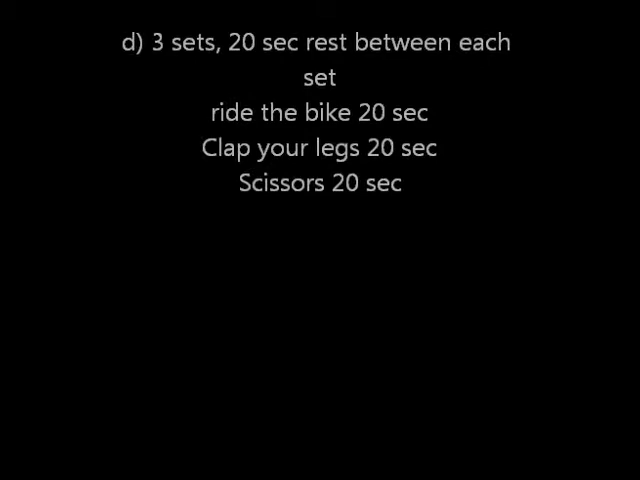 d) 3 sets, 20 sec rest between each
set
ride the bike 20 sec
Clap your legs 20 sec
Scissors 20 sec